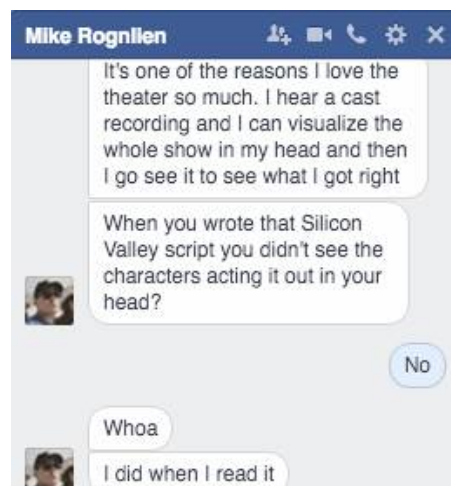 Mike Rognlien
It's one of the reasons I love the
theater so much. I hear a cast
recording and I can visualize the
whole show in my head and then
I go see it to see what I got right
When you wrote that Silicon
Valley script you didn't see the
characters acting it out in your
head?
No
Whoa
I did when I read it